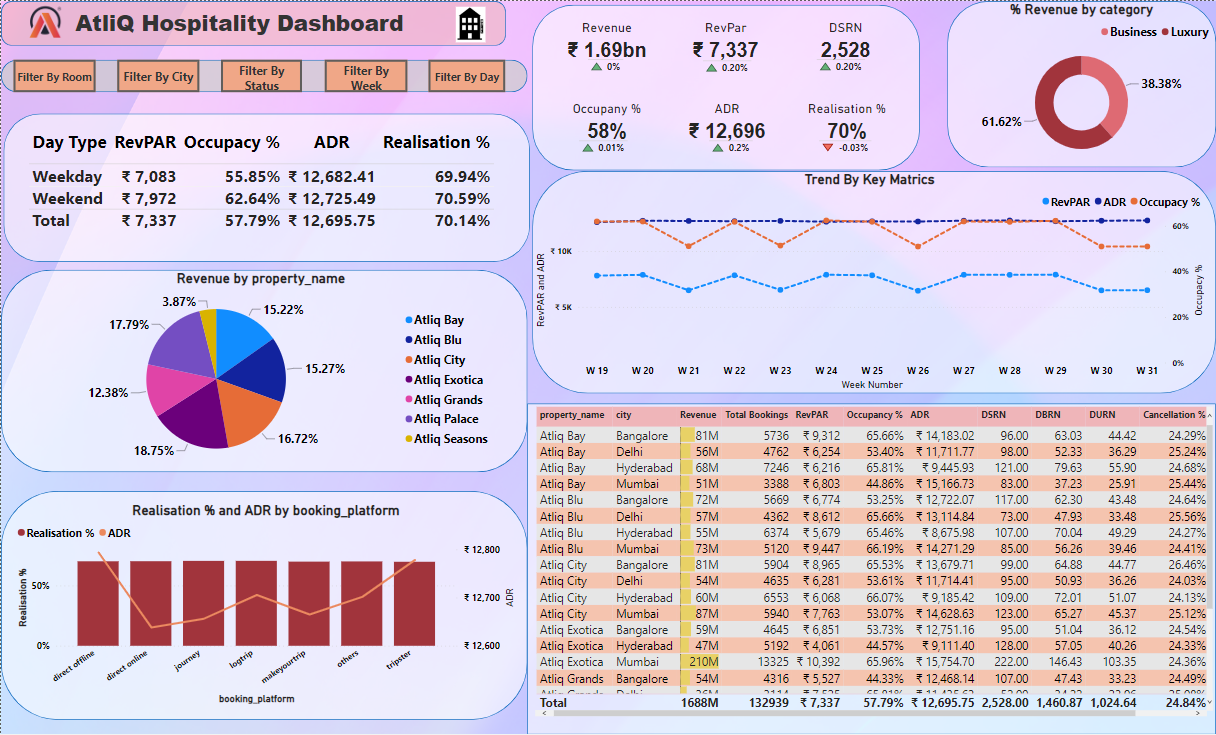 AtliQ Hospitality Dashboard
Filter By Room
Filter By City
Filter By
Status
Filter By
Week
Filter By Day
Day Type RevPAR Occupacy % ADR Realisation %
Weekday ₹ 7,083 55.85% ₹ 12,682.41 69.94%
Weekend ₹ 7,972 62.64% ₹ 12,725.49 70.59%
Total ₹ 7,337 57.79% ₹ 12,695.75 70.14%
Revenue RevPar DSRN
₹ 1.69bn ₹ 7,337 2,528
0% 0.20% 0.20%
Occupany % ADR Realisation %
58% ₹ 12,696 70%
0.01% 0.2% -0.03%
% Revenue by category
Business Luxury
38.38%
61.62%
Trend By Key Matrics
RevPAR ADR Occupacy %
RevPAR and ADR
₹ 10K
₹ 5K
60%
40%
20%
0%
Occupacy %
W 19 W 20 W 21 W 22 W 23 W 24 W 25 W 26 W 27 W 28 W 29 W 30 W 31
Week Number
Revenue by property_name
3.87%
15.22%
17.79%
15.27%
12.38%
16.72%
18.75%
Atliq Bay
Atliq Blu
Atliq City
Atliq Exotica
Atliq Grands
Atliq Palace
Atliq Seasons
Realisation % and ADR by booking_platform
Realisation % ADR
Realisation %
50%
0%
₹ 12,800
₹ 12,700
₹ 12,600
ADR
direct offline direct online journey logtrip makeyourtrip others tripster
booking_platform
property_name city Revenue Total Bookings RevPAR Occupancy % ADR DSRN DBRN DURN Cancellation %
Atliq Bay Bangalore 81M 5736 ₹ 9,312 65.66% ₹ 14,183.02 96.00 63.03 44.42 24.29%
Atliq Bay Delhi 56M 4762 ₹ 6,254 53.40% ₹ 11,711.77 98.00 52.33 36.29 25.24%
Atliq Bay Hyderabad 68M 7246 ₹ 6,216 65.81% ₹ 9,445.93 121.00 79.63 55.90 24.68%
Atliq Bay Mumbai 51M 3388 ₹ 6,803 44.86% ₹ 15,166.73 83.00 37.23 25.91 25.44%
Atliq Blu Bangalore 72M 5669 ₹ 6,774 53.25% ₹ 12,722.07 117.00 62.30 43.48 24.64%
Atliq Blu Delhi 57M 4362 ₹ 8,612 65.66% ₹ 13,114.84 73.00 47.93 33.48 25.56%
Atliq Blu Hyderabad 55M 6374 ₹ 5,679 65.46% ₹ 8,675.98 107.00 70.04 49.29 24.27%
Atliq Blu Mumbai 73M 5120 ₹ 9,447 66.19% ₹ 14,271.29 85.00 56.26 39.46 24.41%
Atliq City Bangalore 81M 5904 ₹ 8,965 65.53% ₹ 13,679.71 99.00 64.88 44.77 26.46%
Atliq City Delhi 54M 4635 ₹ 6,281 53.61% ₹ 11,714.41 95.00 50.93 36.26 24.03%
Atliq City Hyderabad 60M 6553 ₹ 6,068 66.07% ₹ 9,185.42 109.00 72.01 51.07 24.13%
Atliq City Mumbai 87M 5940 ₹ 7,763 53.07% ₹ 14,628.63 123.00 65.27 45.37 25.12%
Atliq Exotica Bangalore 59M 4645 ₹ 6,851 53.73% ₹ 12,751.16 95.00 51.04 36.12 24.54%
Atliq Exotica Hyderabad 47M 5192 ₹ 4,061 44.57% ₹ 9,111.40 128.00 57.05 40.26 24.33%
Atliq Exotica Mumbai 210M 13325 ₹ 10,392 65.96% ₹ 15,754.70 222.00 146.43 103.35 24.36%
Atliq Grands Bangalore 54M 4316 ₹ 5,527 44.33% ₹ 12,468.14 107.00 47.43 33.23 24.49%
Atliq Grands Delhi
Total 1688M 132939 ₹ 7,337 57.79% ₹ 12,695.75 2,528.00 1,460.87 1,024.64 24.84%